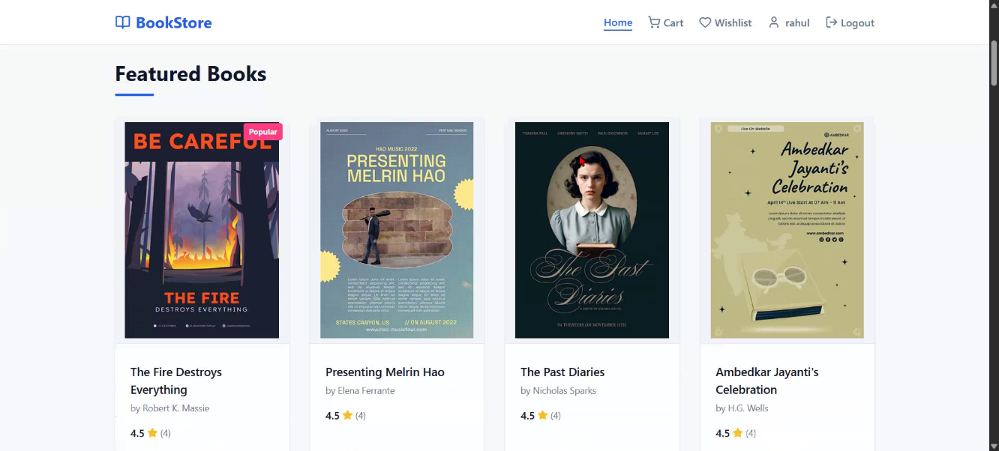 BookStore
Home
Cart
Wishlist
rahul
Logout
Featured Books
Popular
BE CAREFUL
THE FIRE
DESTROYS EVERYTHING
AUGUST 2022
FESTIVAL SEASON
HAO MUSIC 2022
PRESENTING
MELRIN HAO
STATES CANYON, US // ON AUGUST 2022
www.hao-musictour.com
TAMARA FALL GREGORY SMITH PAUL O'CONNOR SAMMY LEE
The Past
Diaries
IN THEATERS ON NOVEMBER 15TH
Live On Website
AMBEDKAR
Ambedkar
Jayanti's
Celebration
April 14th Live Start At 07 Am - 11 Am
www.ambedkar.com
The Fire Destroys
Everything
by Robert K. Massie
4.5 (4)
Presenting Melrin Hao
by Elena Ferrante
4.5 (4)
The Past Diaries
by Nicholas Sparks
4.5 (4)
Ambedkar Jayanti's
Celebration
by H.G. Wells
4.5 (4)